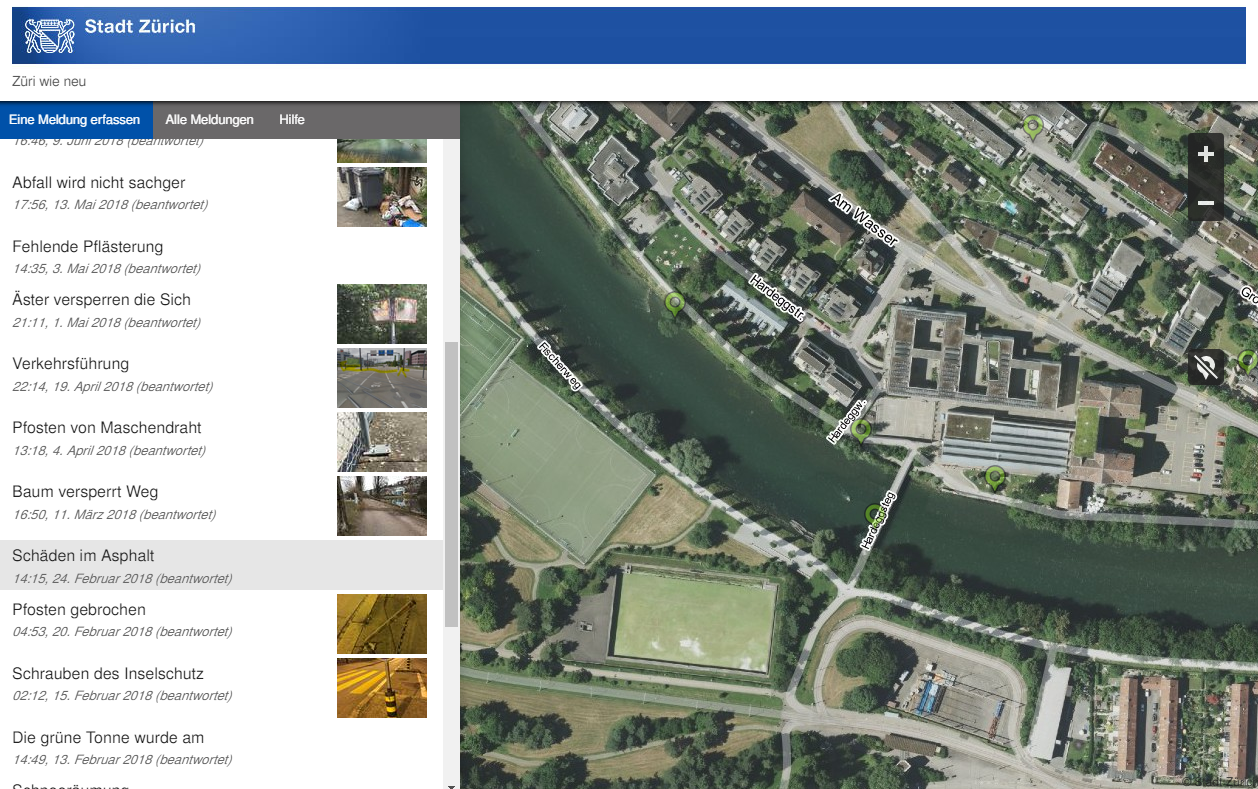 Stadt Zürich
Züri wie neu
Eine Meldung erfassen Alle Meldungen Hilfe
16:46, 9. Juni 2018 (beantwortet)
Abfall wird nicht sachger
17:56, 13. Mai 2018 (beantwortet)
Fehlende Pflästerung
14:35, 3. Mai 2018 (beantwortet)
Äster versperren die Sich
21:11, 1. Mai 2018 (beantwortet)
Verkehrsführung
22:14, 19. April 2018 (beantwortet)
Pfosten von Maschendraht
13:18, 4. April 2018 (beantwortet)
Baum versperrt Weg
16:50, 11. März 2018 (beantwortet)
Schäden im Asphalt
14:15, 24. Februar 2018 (beantwortet)
Pfosten gebrochen
04:53, 20. Februar 2018 (beantwortet)
Schrauben des Inselschutz
02:12, 15. Februar 2018 (beantwortet)
Die grüne Tonne wurde am
14:49, 13. Februar 2018 (beantwortet)
Schneeräumung
Am Wasser
Hardeggstr.
Fischerweg
Hardeggw.
Hardeggsteg
Gro
© Stadt Zürich